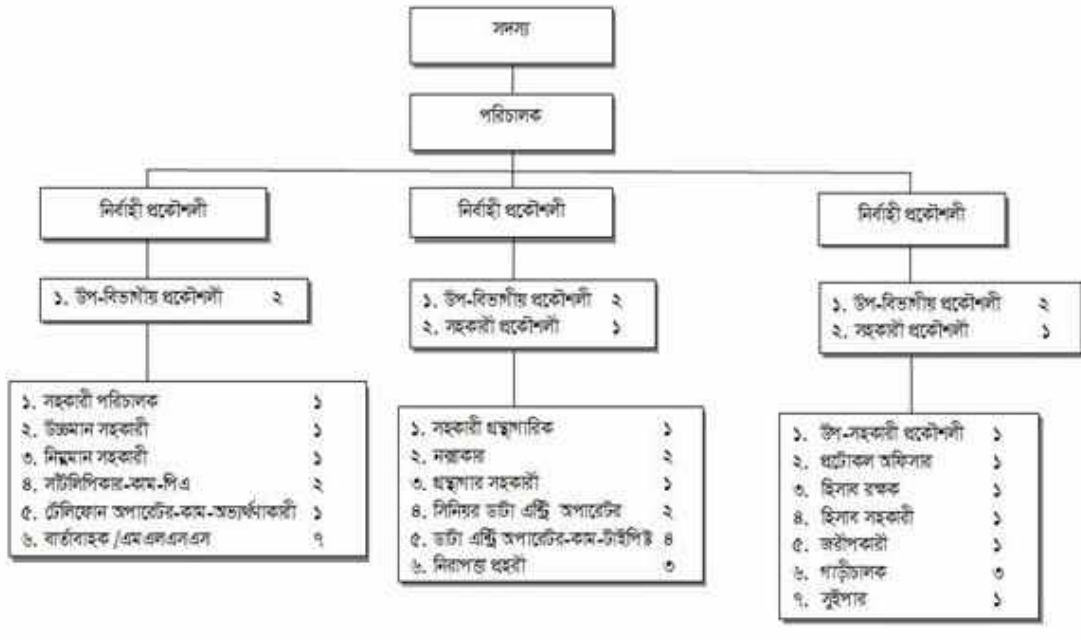 সদস্য
পরিচালক
নির্বাহী প্রকৌশলী
১. উপ-বিভাগীয় প্রকৌশলী ২
১. সহকারী পরিচালক ১
২. উচ্চমান সহকারী ১
৩. নিম্নমান সহকারী ১
৪. সাঁটলিপিকার-কাম-পিএ ২
৫. টেলিফোন অপারেটর-কাম-অভ্যর্থণাকারী ১
৬. বার্তাবাহক /এমএলএসএস ৭
নির্বাহী প্রকৌশলী
১. উপ-বিভাগীয় প্রকৌশলী ২
২. সহকারী প্রকৌশলী ১
১. সহকারী গ্রন্থাগারিক ১
২. নক্সাকার ২
৩. গ্রন্থাগার সহকারী ১
৪. সিনিয়র ডাটা এন্ট্রি অপারেটর ২
৫. ডাটা এন্ট্রি অপারেটর-কাম-টাইপিষ্ট ৪
৬. নিরাপত্তা প্রহরী ৩
নির্বাহী প্রকৌশলী
১. উপ-বিভাগীয় প্রকৌশলী ২
২. সহকারী প্রকৌশলী ১
১. উপ-সহকারী প্রকৌশলী ১
২. প্রটোকল অফিসার ১
৩. হিসাব রক্ষক ১
৪. হিসাব সহকারী ১
৫. জরীপকারী ১
৬. গাড়ীচালক ৩
৭. সুইপার ১